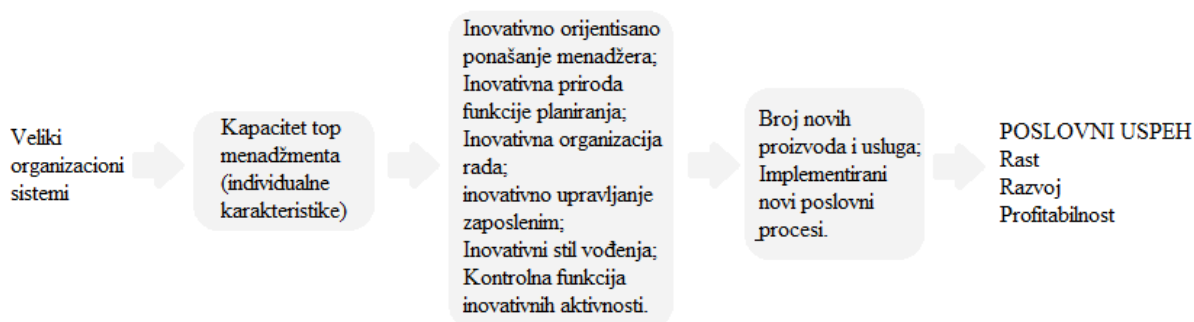 Veliki
organizacioni
sistemi
Kapacitet top
menadžmenta
(individualne
karakteristike)
Inovativno orijentisano
ponašanje menadžera;
Inovativna priroda
funkcije planiranja;
Inovativna organizacija
rada;
inovativno upravljanje
zaposlenim;
Inovativni stil vođenja;
Kontrolna funkcija
inovativnih aktivnosti.
Broj novih
proizvoda i usluga;
Implementirani
novi poslovni
procesi.
POSLOVNI USPEH
Rast
Razvoj
Profitabilnost